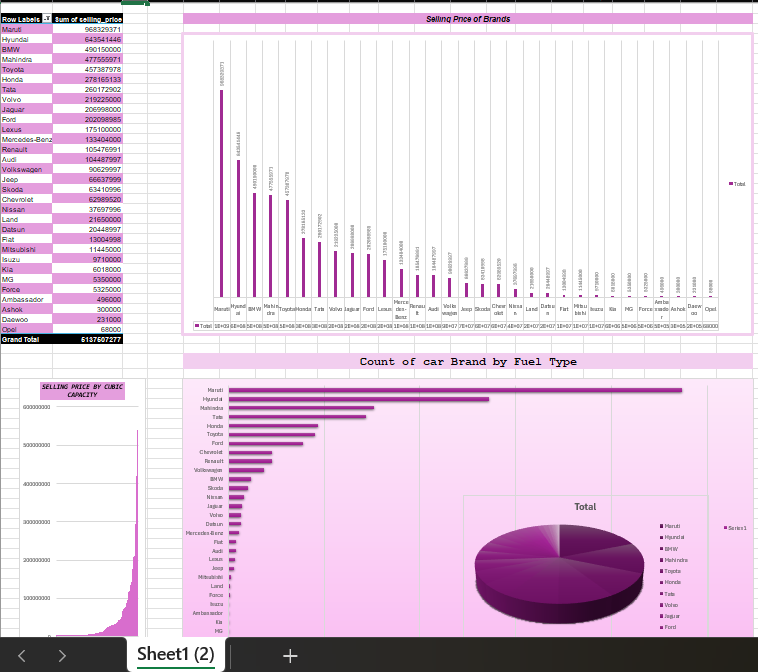 Row Labels Sum of selling_price
Maruti 968329371
Hyundai 643541446
BMW 490150000
Mahindra 477555971
Toyota 457387978
Honda 278165133
Tata 260172902
Volvo 219225000
Jaguar 206998000
Ford 202098985
Lexus 175100000
Mercedes-Benz 133404000
Renault 105476991
Audi 104487997
Volkswagen 90629997
Jeep 66637999
Skoda 63410996
Chevrolet 62989520
Nissan 37697996
Land 21650000
Datsun 20448997
Fiat 13004998
Mitsubishi 11445000
Isuzu 9710000
Kia 6018000
MG 5350000
Force 5325000
Ambassador 496000
Ashok 300000
Daewoo 231000
Opel 68000
Grand Total 5137607277
Selling Price of Brands
Total
Maruti Hyundai BMW Mahindra Toyota Honda Tata Volvo Jaguar Ford Lexus Mercedes-Benz Renault Audi Volkswagen Jeep Skoda Chevrolet Nissan Land Datsun Fiat Mitsubishi Isuzu Kia MG Force Ambassador Ashok Daewoo Opel
Total
Count of car Brand by Fuel Type
SELLING PRICE BY CUBIC
CAPACITY
600000000
500000000
400000000
300000000
200000000
100000000
0
Maruti
Hyundai
Mahindra
Tata
Honda
Toyota
Ford
Chevrolet
Renault
Volkswagen
BMW
Skoda
Nissan
Jaguar
Volvo
Datsun
Mercedes-Benz
Fiat
Audi
Lexus
Jeep
Mitsubishi
Land
Force
Isuzu
Ambassador
Kia
MG
Total
Maruti
Hyundai
BMW
Mahindra
Toyota
Honda
Tata
Volvo
Jaguar
Ford
Series1
Sheet1 (2)